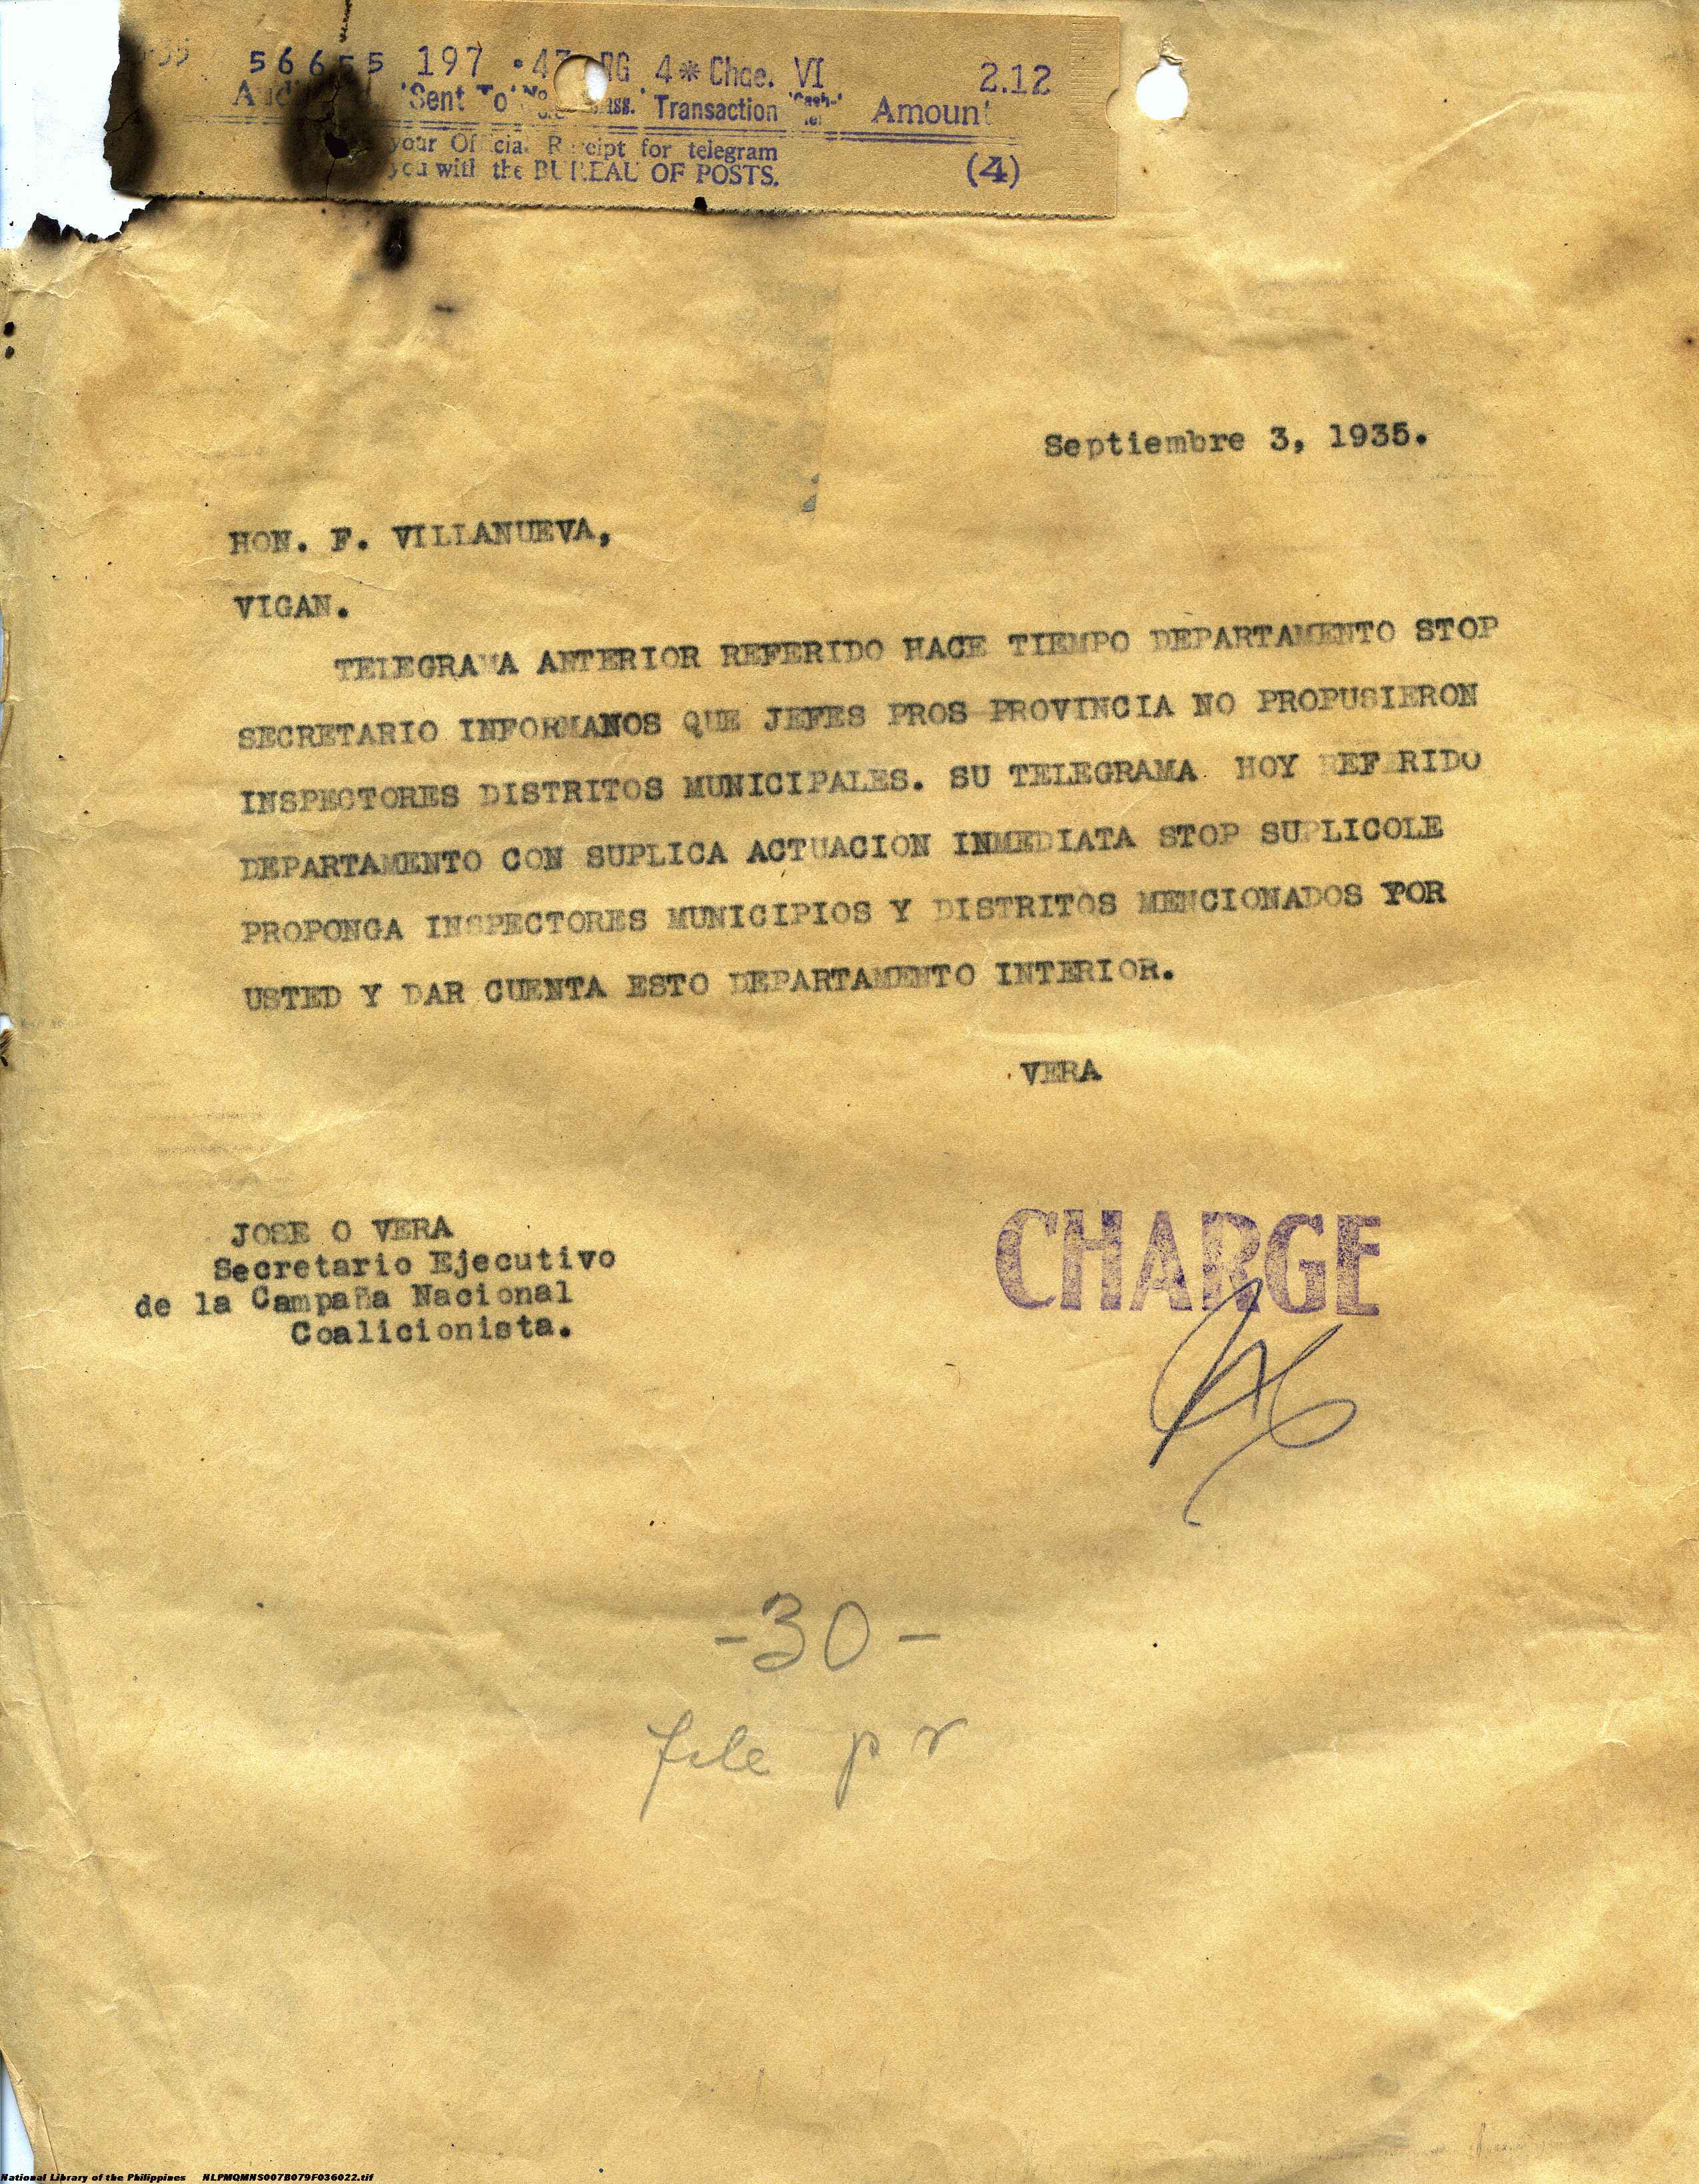 56655 197 .47 RG 4* Chge. VI 2.12
'Sent To' No. Transaction 'Cash-' Amount
your Official Receipt for telegram
you with the BUREAU OF POSTS. (4)
Septiembre 3, 1935.
HON. F. VILLANUEVA,
VIGAN.
TELEGRAMA ANTERIOR REFERIDO HACE TIEMPO DEPARTAMENTO STOP
SECRETARIO INFORMANOS QUE JEFES PROS PROVINCIA NO PROPUSIERON
INSPECTORES DISTRITOS MUNICIPALES. SU TELEGRAMA HOY REFERIDO
DEPARTAMENTO CON SUPLICA ACTUACION INMEDIATA STOP SUPLICOLE
PROPONGA INSPECTORES MUNICIPIOS Y DISTRITOS MENCIONADOS POR
USTED Y DAR CUENTA ESTO DEPARTAMENTO INTERIOR.
VERA
JOSE O VERA
Secretario Ejecutivo
de la Campaña Nacional
Coalicionista.
CHARGE
-30-
file pr
National Library of the Philippines NLPMQMNS007B079F036022.tif